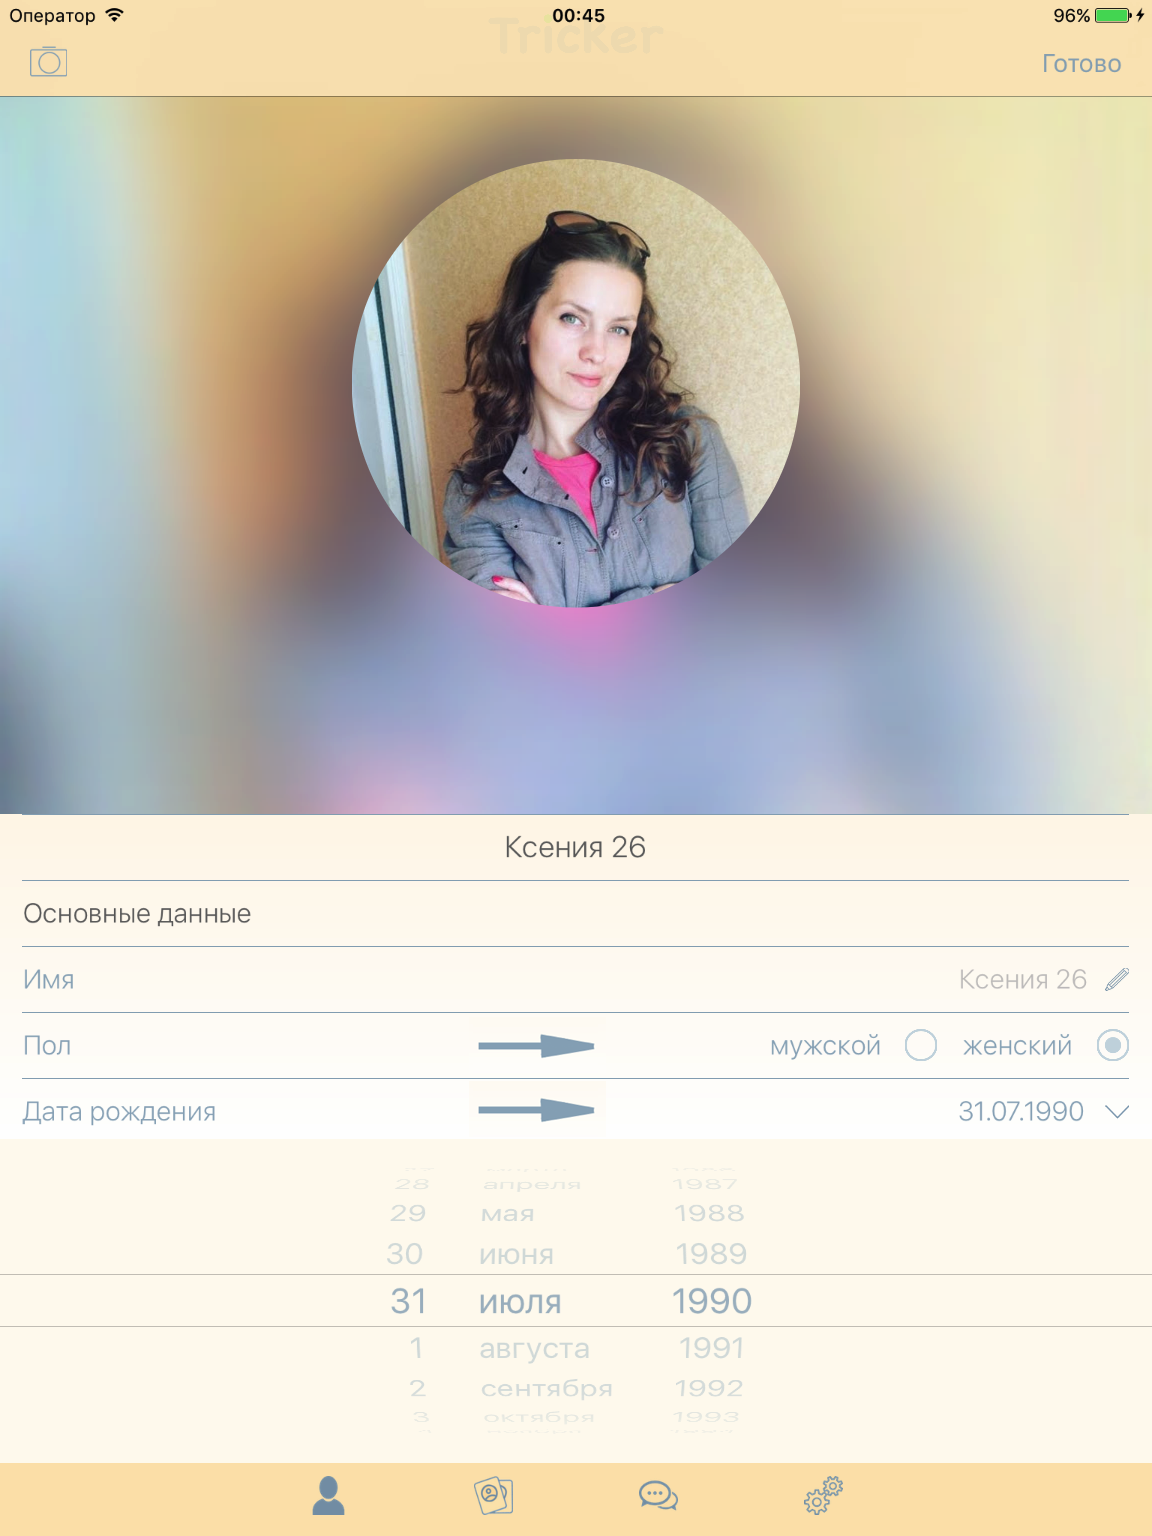 Оператор 00:45 96%
Tricker
Готово
Ксения 26
Основные данные
Имя Ксения 26
Пол мужской женский
Дата рождения 31.07.1990
28 апреля 1987
29 мая 1988
30 июня 1989
31 июля 1990
1 августа 1991
2 сентября 1992
3 октября 1993